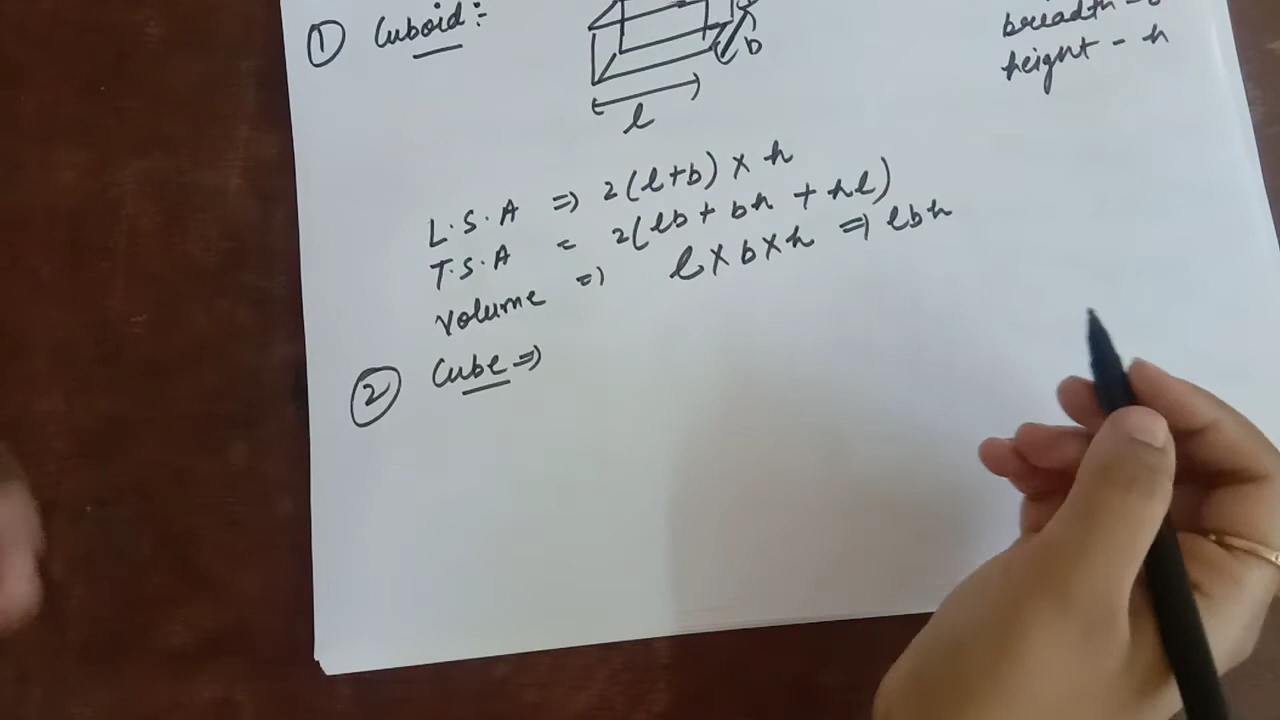 ① Cuboid :-
breadth -
height - h
b
l
L.S.A => 2(l+b) × h
T.S.A = 2(lb + bh + hl)
volume => l×b×h => lbh
② Cube =>